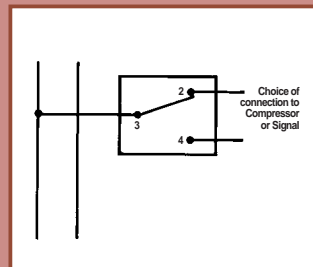 2
Choice of
connection to
Compressor
or Signal
3
4